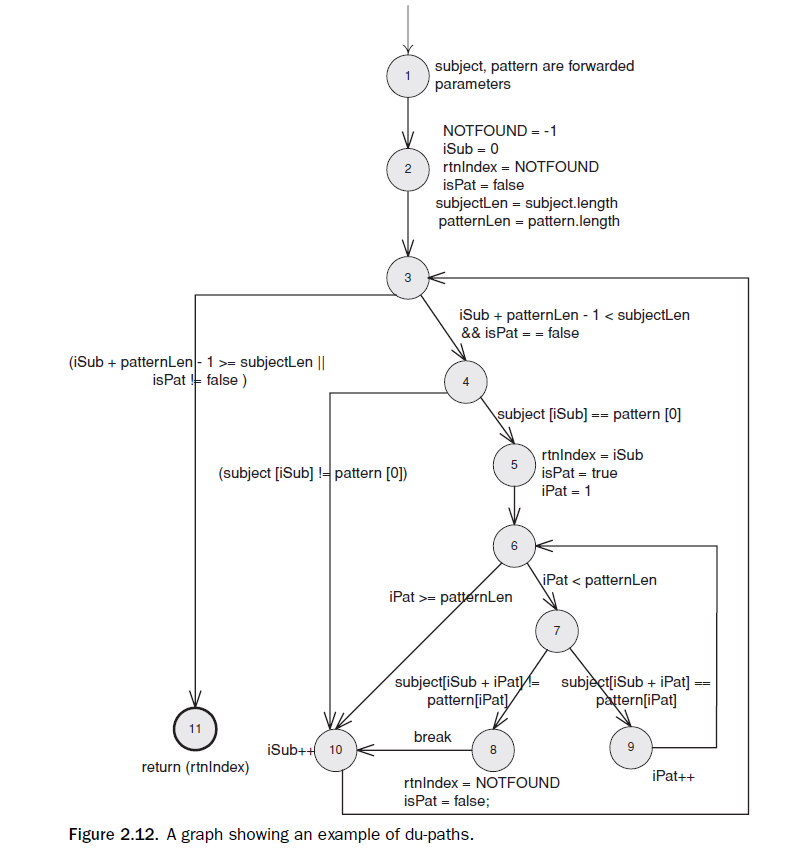 1
subject, pattern are forwarded
parameters
NOTFOUND = -1
iSub = 0
2
rtnIndex = NOTFOUND
isPat = false
subjectLen = subject.length
patternLen = pattern.length
3
iSub + patternLen - 1 < subjectLen
&& isPat = = false
(iSub + patternLen - 1 >= subjectLen ||
isPat != false )
4
subject [iSub] == pattern [0]
(subject [iSub] != pattern [0])
5
rtnIndex = iSub
isPat = true
iPat = 1
6
iPat < patternLen
iPat >= patternLen
7
subject[iSub + iPat] !=
pattern[iPat]
subject[iSub + iPat] ==
pattern[iPat]
11
return (rtnIndex)
iSub++
10
break
8
9
iPat++
rtnIndex = NOTFOUND
isPat = false;
Figure 2.12. A graph showing an example of du-paths.